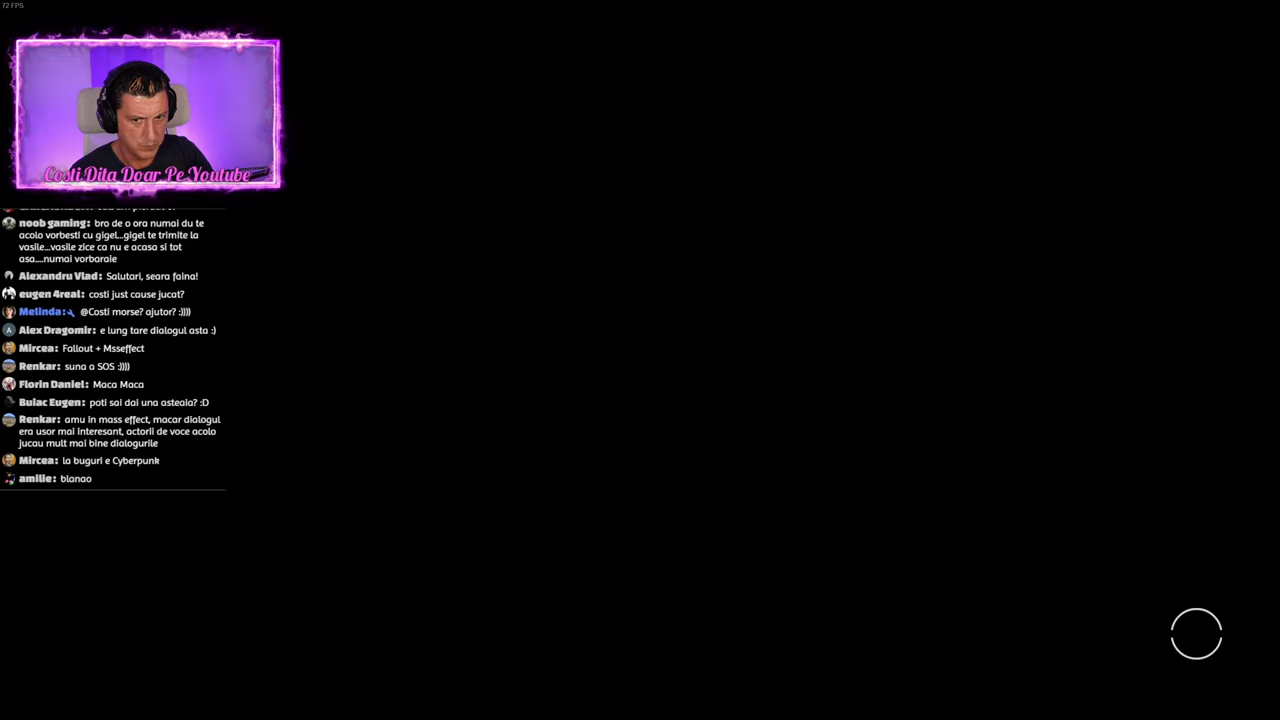 72 FPS
Costi Dita Doar Pe Youtube
noob gaming: bro de o ora numai du te
acolo vorbesti cu gigel...gigel te trimite la
vasile...vasile zice ca nu e acasa si tot
asa....numai vorbaraie
Alexandru Vlad: Salutari, seara faina!
eugen 4real: costi just cause jucat?
Melinda: @Costi morse? ajutor? :))))
A Alex Dragomir: e lung tare dialogul asta :)
Mircea: Fallout + Msseffect
Renkar: suna a SOS :))))
Florin Daniel: Maca Maca
Buiac Eugen: poti sai dai una asteaia? :D
Renkar: amu in mass effect, macar dialogul
era usor mai interesant, actorii de voce acolo
jucau mult mai bine dialogurile
Mircea: la buguri e Cyberpunk
amilie: blanao